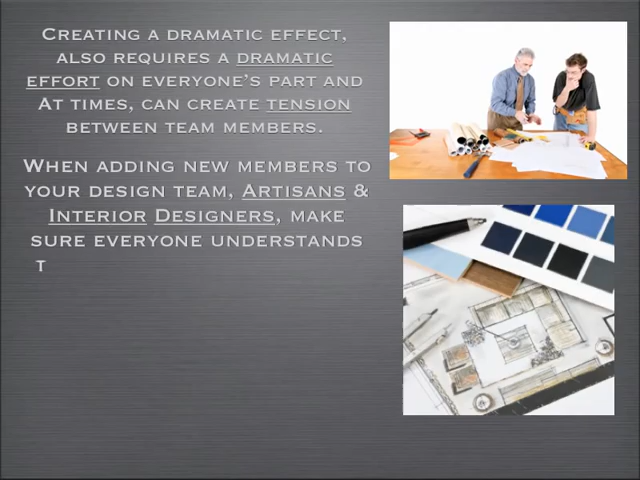 Creating a dramatic effect,
also requires a dramatic
effort on everyone's part and
At times, can create tension
between team members.
When adding new members to
your design team, Artisans &
Interior Designers, make
sure everyone understands
t